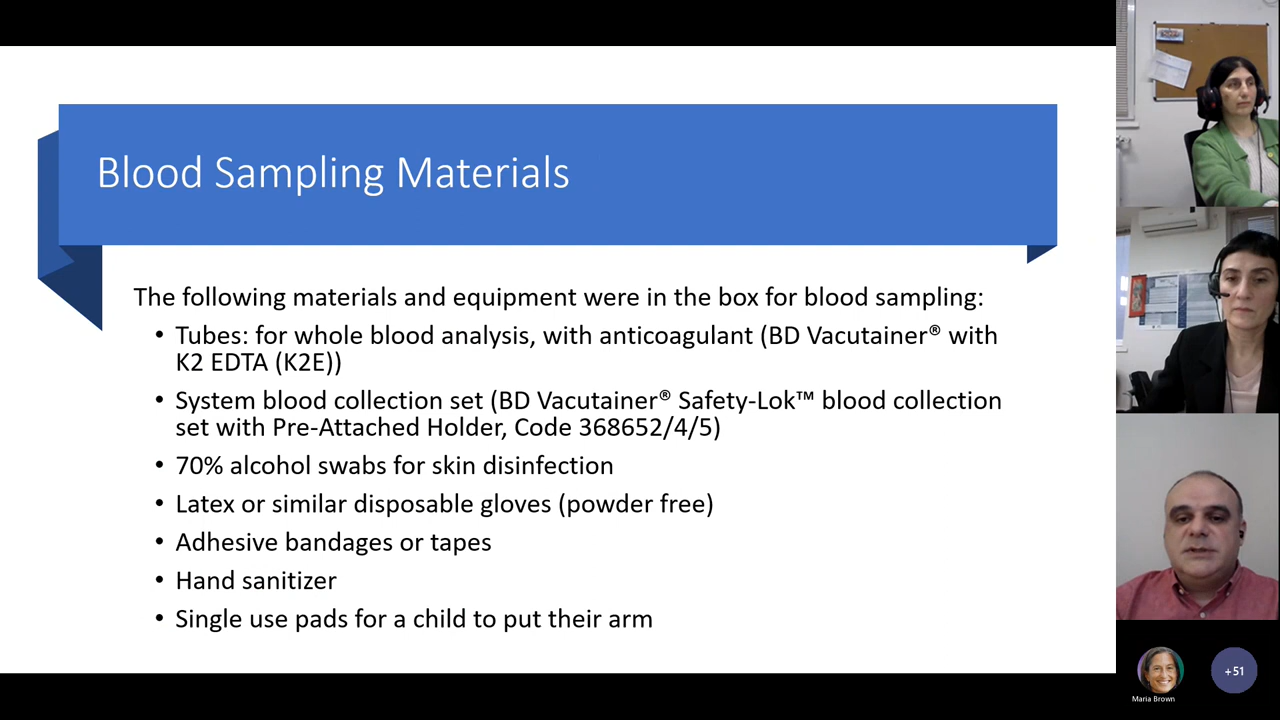 Blood Sampling Materials
The following materials and equipment were in the box for blood sampling:
• Tubes: for whole blood analysis, with anticoagulant (BD Vacutainer® with
K2 EDTA (K2E))
• System blood collection set (BD Vacutainer® Safety-Lok™ blood collection
set with Pre-Attached Holder, Code 368652/4/5)
• 70% alcohol swabs for skin disinfection
• Latex or similar disposable gloves (powder free)
• Adhesive bandages or tapes
• Hand sanitizer
• Single use pads for a child to put their arm
Maria Brown
+51